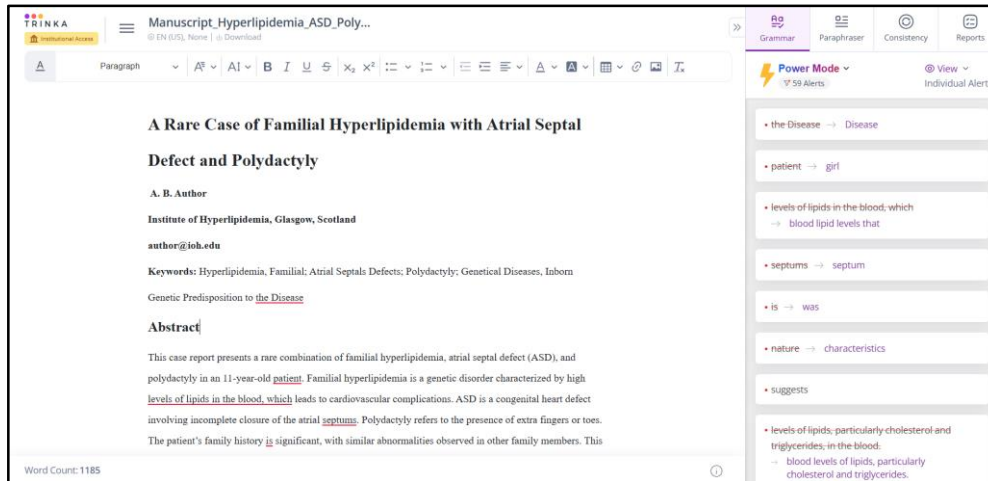 TRINKA
Institutional Access
Manuscript_Hyperlipidemia_ASD_Poly...
EN (US), None | Download
A Paragraph B I U S X₂ X²
A Rare Case of Familial Hyperlipidemia with Atrial Septal
Defect and Polydactyly
A. B. Author
Institute of Hyperlipidemia, Glasgow, Scotland
author@ioh.edu
Keywords: Hyperlipidemia, Familial; Atrial Septals Defects; Polydactyly; Genetical Diseases, Inborn
Genetic Predisposition to the Disease
Abstract
This case report presents a rare combination of familial hyperlipidemia, atrial septal defect (ASD), and
polydactyly in an 11-year-old patient. Familial hyperlipidemia is a genetic disorder characterized by high
levels of lipids in the blood, which leads to cardiovascular complications. ASD is a congenital heart defect
involving incomplete closure of the atrial septums. Polydactyly refers to the presence of extra fingers or toes.
The patient's family history is significant, with similar abnormalities observed in other family members. This
Word Count: 1185
Grammar Paraphraser Consistency Reports
Power Mode View
59 Alerts Individual Alert
• the Disease → Disease
• patient → girl
• levels of lipids in the blood, which
→ blood lipid levels that
• septums → septum
• is → was
• nature → characteristics
• suggests
• levels of lipids, particularly cholesterol and
triglycerides, in the blood.
→ blood levels of lipids, particularly
cholesterol and triglycerides.